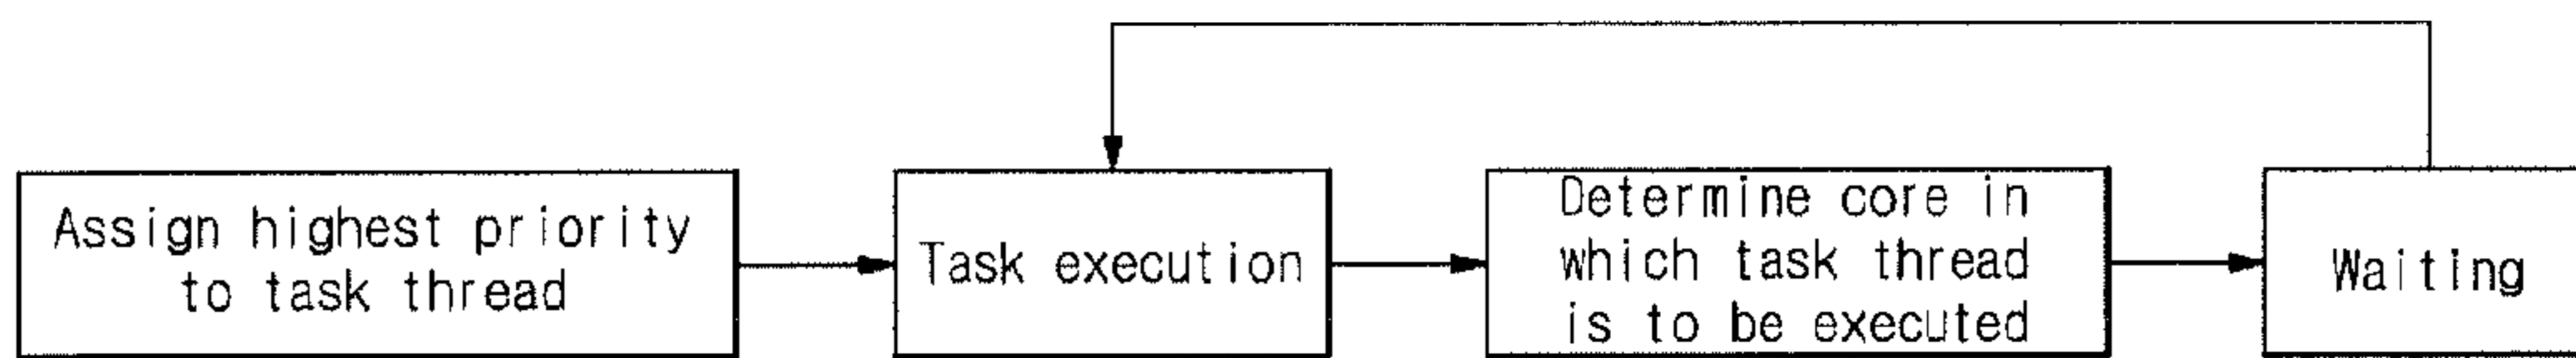 Assign highest priority
to task thread
Task execution
Determine core in
which task thread
is to be executed
Waiting